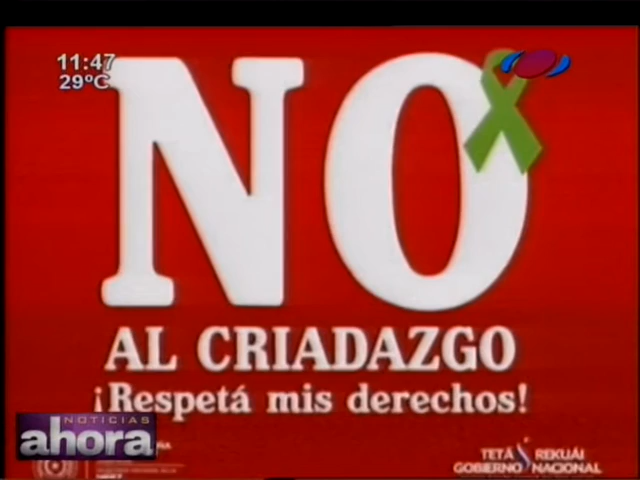 11:47
29ºC
NO
AL CRIADAZGO
¡Respetá mis derechos!
NOTICIAS
ahora
TETÃ REKUÁI
GOBIERNO NACIONAL